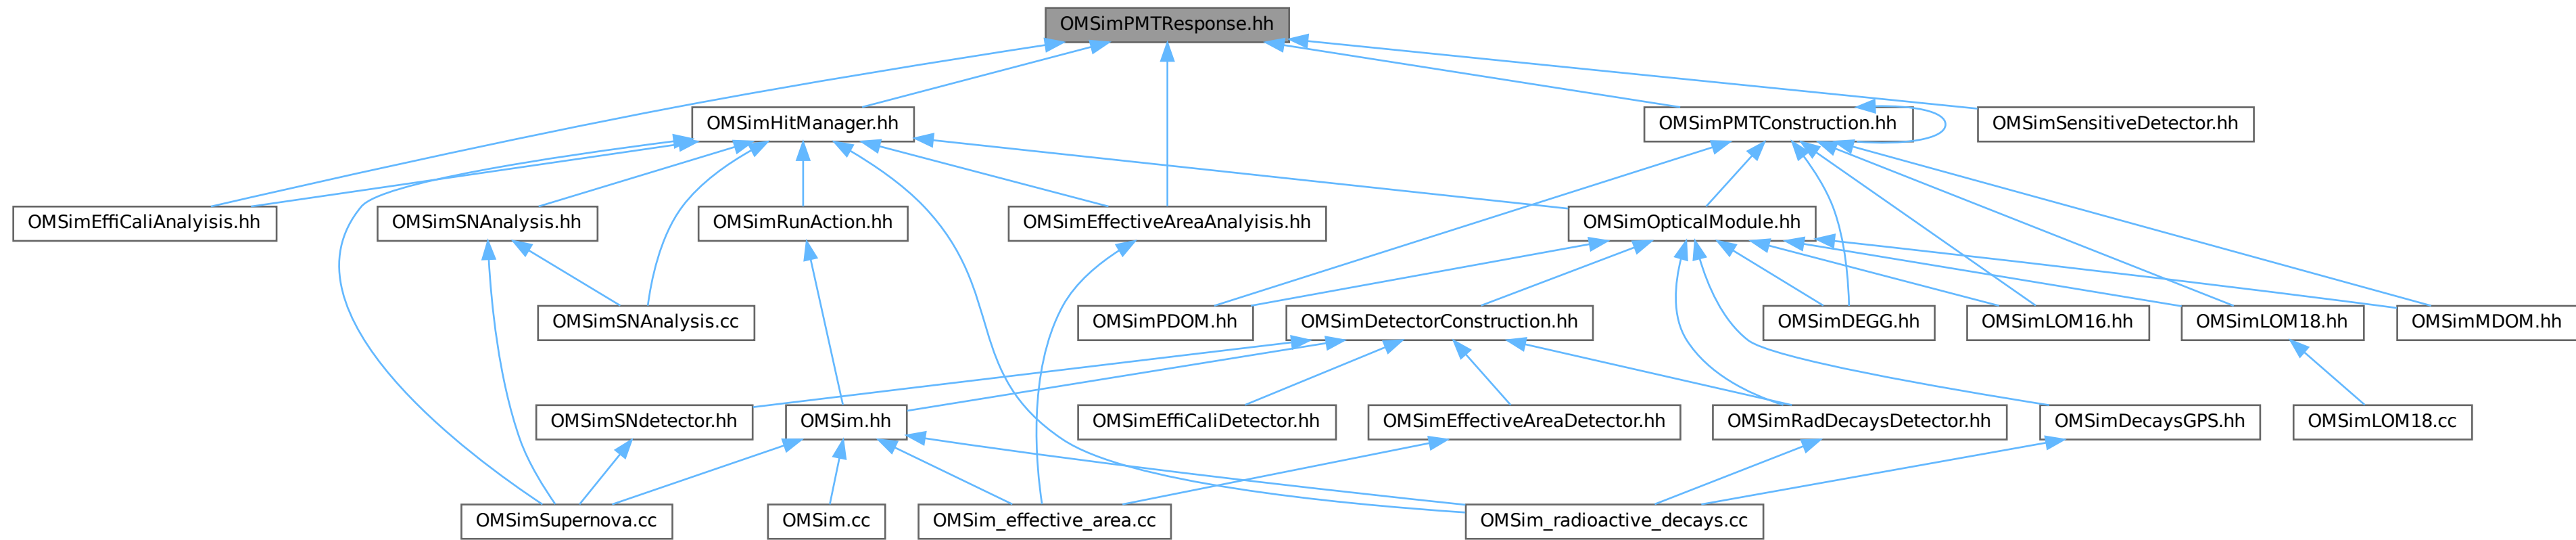 OMSimPMTResponse.hh
OMSimHitManager.hh
OMSimPMTConstruction.hh
OMSimSensitiveDetector.hh
OMSimEffiCaliAnalyisis.hh
OMSimSNAnalysis.hh
OMSimRunAction.hh
OMSimEffectiveAreaAnalyisis.hh
OMSimOpticalModule.hh
OMSimSNAnalysis.cc
OMSimPDOM.hh
OMSimDetectorConstruction.hh
OMSimDEGG.hh
OMSimLOM16.hh
OMSimLOM18.hh
OMSimMDOM.hh
OMSimSNdetector.hh
OMSim.hh
OMSimEffiCaliDetector.hh
OMSimEffectiveAreaDetector.hh
OMSimRadDecaysDetector.hh
OMSimDecaysGPS.hh
OMSimLOM18.cc
OMSimSupernova.cc
OMSim.cc
OMSim_effective_area.cc
OMSim_radioactive_decays.cc